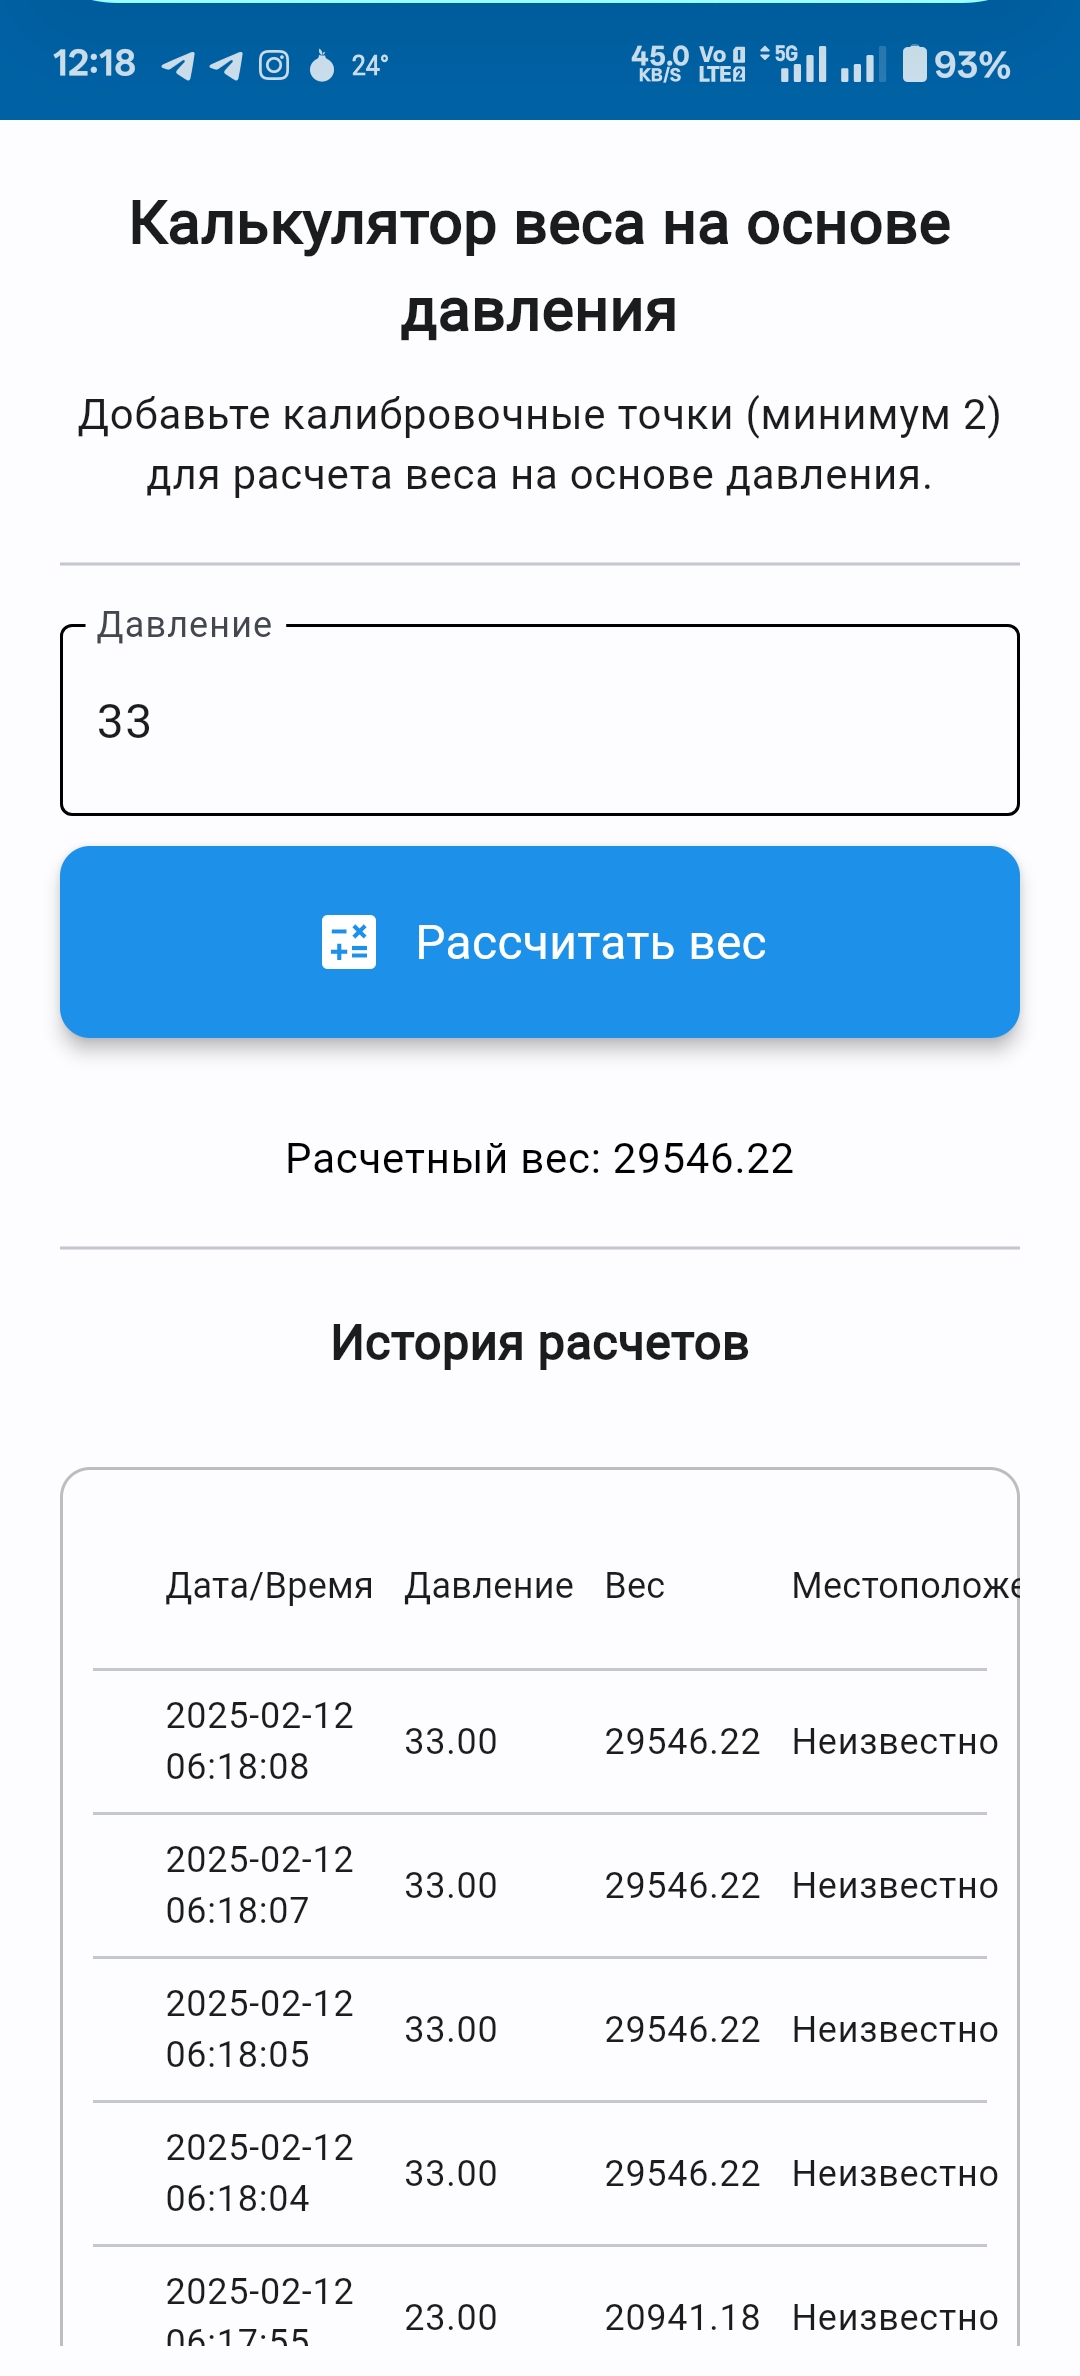 12:18 24° 45.0 KB/S Vo LTE 1 2 5G 93%
Калькулятор веса на основе
давления
Добавьте калибровочные точки (минимум 2)
для расчета веса на основе давления.
Давление
33
Рассчитать вес
Расчетный вес: 29546.22
История расчетов
Дата/Время Давление Вес Местоположе
2025-02-12
06:18:08 33.00 29546.22 Неизвестно
2025-02-12
06:18:07 33.00 29546.22 Неизвестно
2025-02-12
06:18:05 33.00 29546.22 Неизвестно
2025-02-12
06:18:04 33.00 29546.22 Неизвестно
2025-02-12
06:17:55 23.00 20941.18 Неизвестно